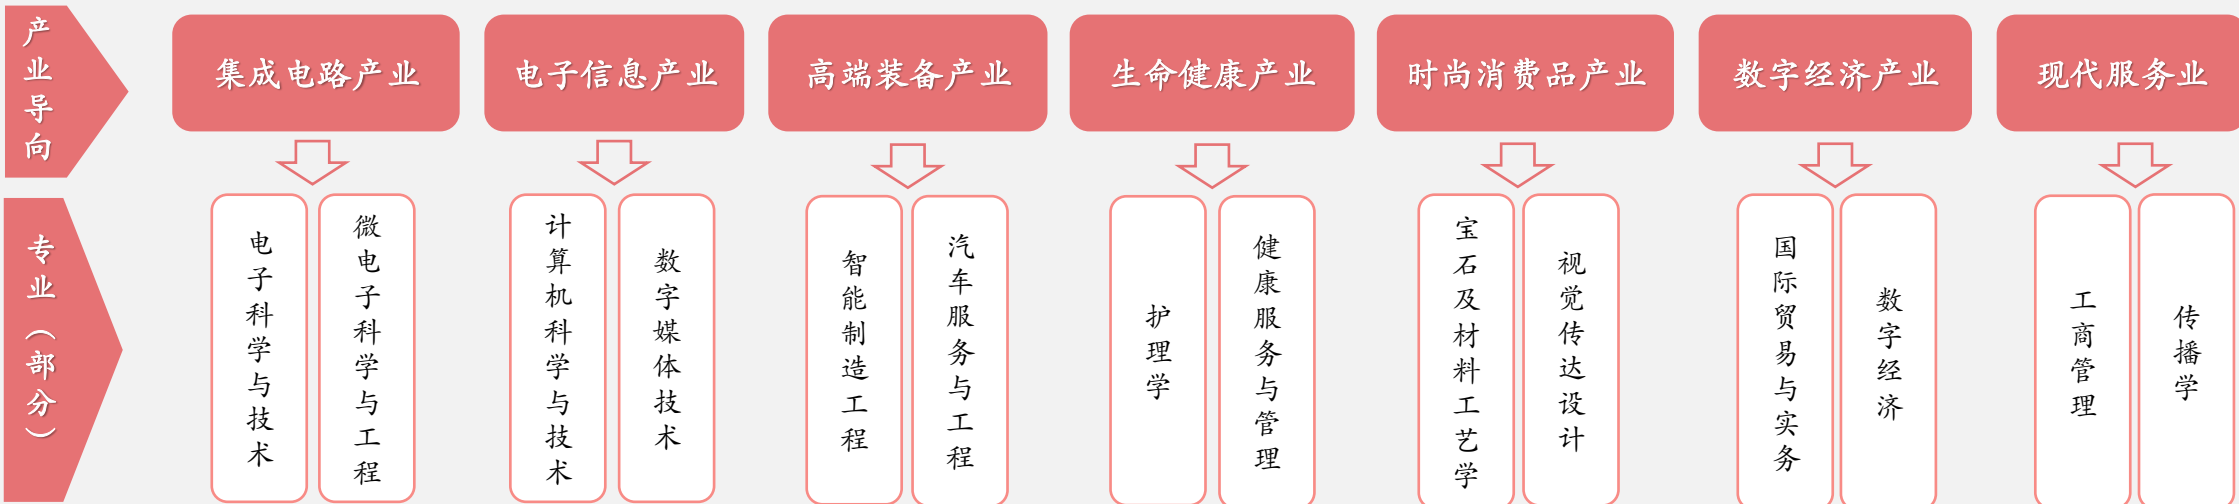 产业导向
集成电路产业
电子信息产业
高端装备产业
生命健康产业
时尚消费品产业
数字经济产业
现代服务业
专业（部分）
电子科学与技术
微电子科学与工程
计算机科学与技术
数字媒体技术
智能制造工程
汽车服务与工程
护理学
健康服务与管理
宝石及材料工艺学
视觉传达设计
国际贸易与实务
数字经济
工商管理
传播学